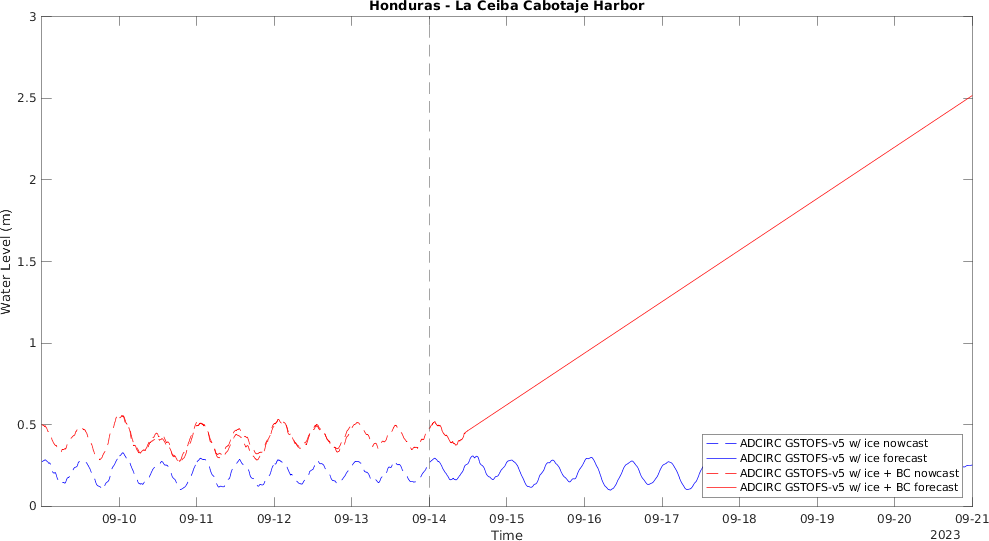 Honduras - La Ceiba Cabotaje Harbor
3
2.5
2
1.5
1
0.5
0
Water Level (m)
ADCIRC GSTOFS-v5 w/ ice nowcast
ADCIRC GSTOFS-v5 w/ ice forecast
ADCIRC GSTOFS-v5 w/ ice + BC nowcast
ADCIRC GSTOFS-v5 w/ ice + BC forecast
09-10 09-11 09-12 09-13 09-14 09-15 09-16 09-17 09-18 09-19 09-20 09-21
Time
2023